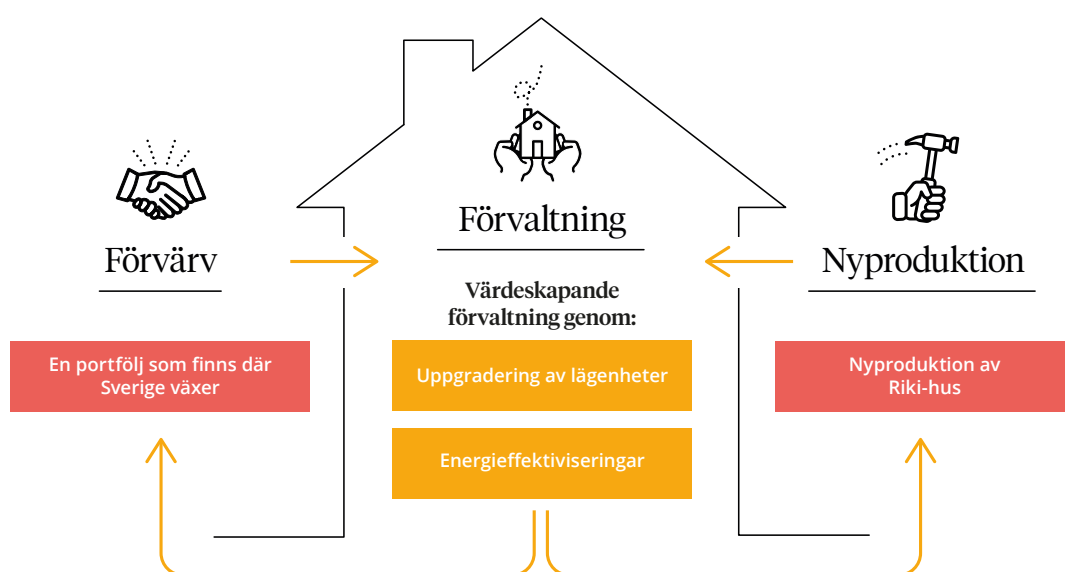 Förvärv
En portfölj som finns där
Sverige växer
Förvaltning
Värdeskapande
förvaltning genom:
Uppgradering av lägenheter
Energieffektiviseringar
Nyproduktion
Nyproduktion av
Riki-hus